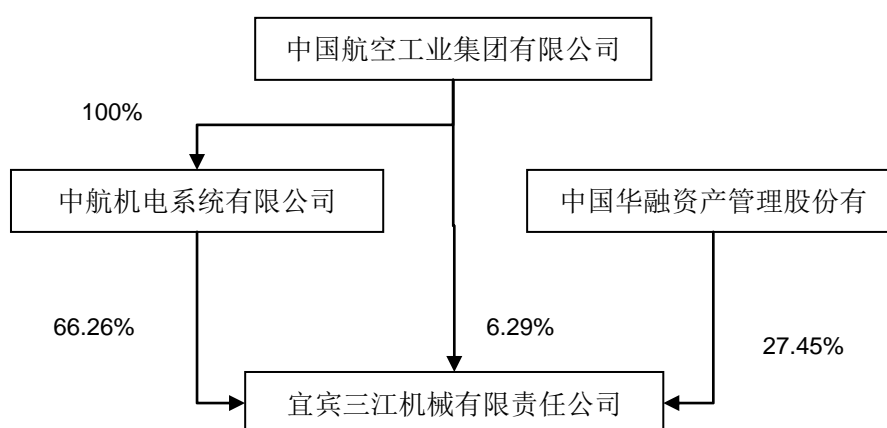 中国航空工业集团有限公司
100%
中航机电系统有限公司
中国华融资产管理股份有
66.26%
6.29%
27.45%
宜宾三江机械有限责任公司